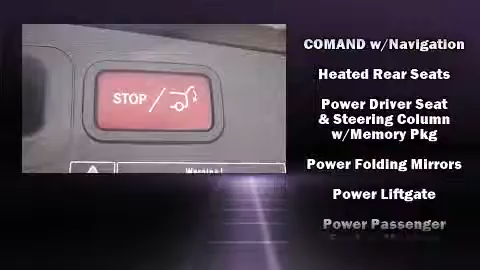 STOP
Warning!
COMAND w/Navigation
Heated Rear Seats
Power Driver Seat
& Steering Column
w/Memory Pkg
Power Folding Mirrors
Power Liftgate
Power Passenger